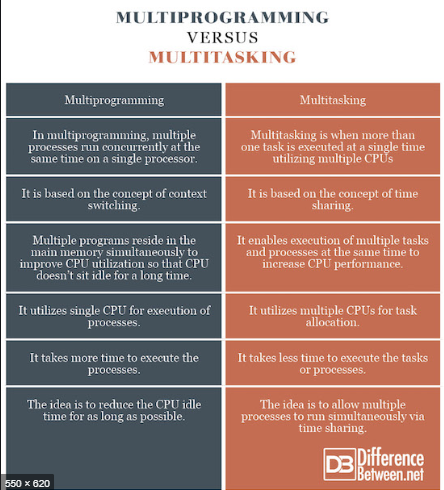 MULTIPROGRAMMING
VERSUS
MULTITASKING
Multiprogramming
Multitasking
In multiprogramming, multiple
processes run concurrently at the
same time on a single processor.
Multitasking is when more than
one task is executed at a single time
utilizing multiple CPUs
It is based on the concept of context
switching.
It is based on the concept of time
sharing.
Multiple programs reside in the
main memory simultaneously to
improve CPU utilization so that CPU
doesn't sit idle for a long time.
It enables execution of multiple tasks
and processes at the same time to
increase CPU performance.
It utilizes single CPU for execution of
processes.
It utilizes multiple CPUs for task
allocation.
It takes more time to execute the
processes.
It takes less time to execute the tasks
or processes.
The idea is to reduce the CPU idle
time for as long as possible.
The idea is to allow multiple
processes to run simultaneously via
time sharing.
DB Difference
Between.net
550 × 620